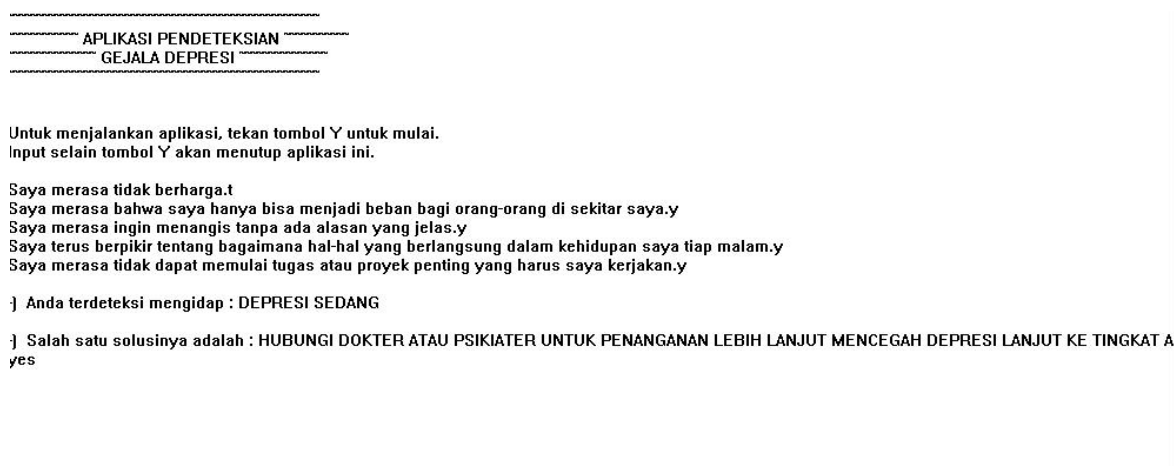 ~~~~~~~~~~~~~~~~~~~~~~~~~~~~~~~~~~~~
~~~~~~~~ APLIKASI PENDETEKSIAN ~~~~~~~~
~~~~~~~~~~ GEJALA DEPRESI ~~~~~~~~~~
~~~~~~~~~~~~~~~~~~~~~~~~~~~~~~~~~~~~
Untuk menjalankan aplikasi, tekan tombol Y untuk mulai.
Input selain tombol Y akan menutup aplikasi ini.
Saya merasa tidak berharga.t
Saya merasa bahwa saya hanya bisa menjadi beban bagi orang-orang di sekitar saya.y
Saya merasa ingin menangis tanpa ada alasan yang jelas.y
Saya terus berpikir tentang bagaimana hal-hal yang berlangsung dalam kehidupan saya tiap malam.y
Saya merasa tidak dapat memulai tugas atau proyek penting yang harus saya kerjakan.y
-) Anda terdeteksi mengidap : DEPRESI SEDANG
-) Salah satu solusinya adalah : HUBUNGI DOKTER ATAU PSIKIATER UNTUK PENANGANAN LEBIH LANJUT MENCEGAH DEPRESI LANJUT KE TINGKAT A
yes